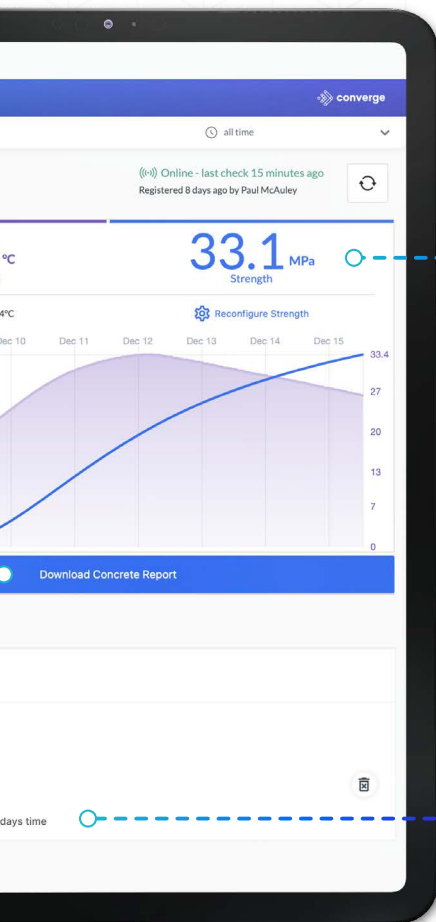 converge
all time
Online - last check 15 minutes ago
Registered 8 days ago by Paul McAuley
°C
33.1 MPa
Strength
4°C
Reconfigure Strength
Dec 10 Dec 11 Dec 12 Dec 13 Dec 14 Dec 15
33.4
27
20
13
7
0
Download Concrete Report
days time